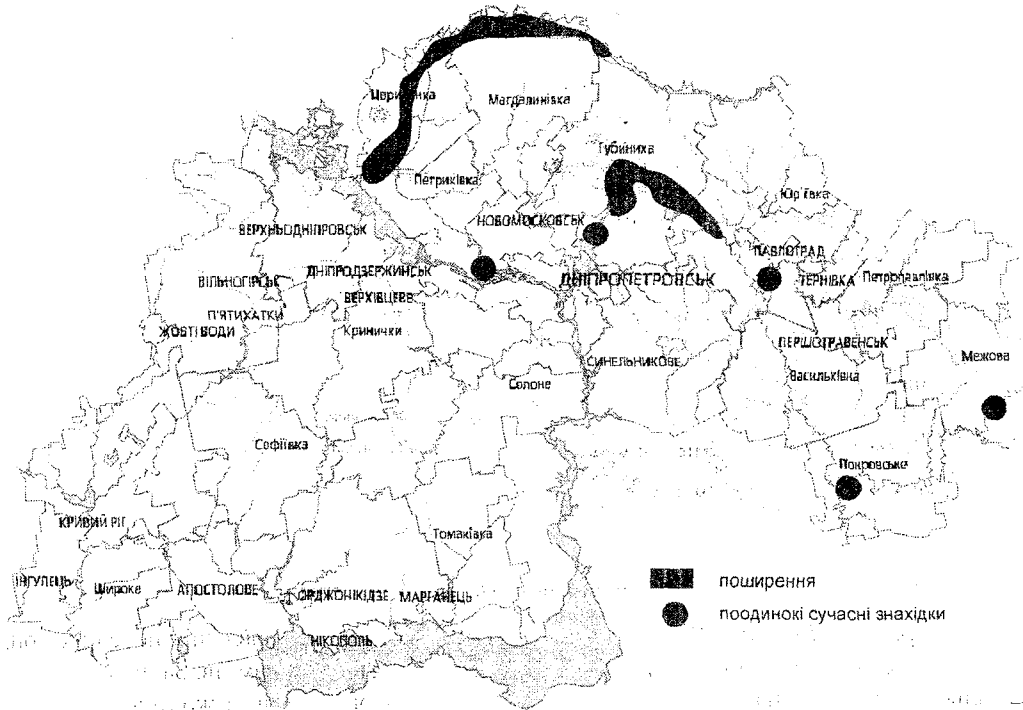 Царичанка
Магдалинівка
Губиниха
Петриківка
Юр'ївка
НОВОМОСКОВСЬК
ВЕРХНЬОДНІПРОВСЬК
ПАВЛОГРАД
ДНІПРОДЗЕРЖИНСЬК
ДНІПРОПЕТРОВСЬК
ВІЛЬНОГІРСЬК
ТЕРНІВКА
Петропавлівка
ВЕРХІВЦЕВЕ
П'ЯТИХАТКИ
ЖОВТІ ВОДИ
Кринички
ПЕРШОТРАВЕНСЬК
Межова
СИНЕЛЬНИКОВЕ
Васильківка
Солоне
Софіївка
Покровське
КРИВИЙ РІГ
Томаківка
ІНГУЛЕЦЬ
Широке
АПОСТОЛОВЕ
ОРДЖОНІКІДЗЕ
МАРГАНЕЦЬ
НІКОПОЛЬ
поширення
поодинокі сучасні знахідки